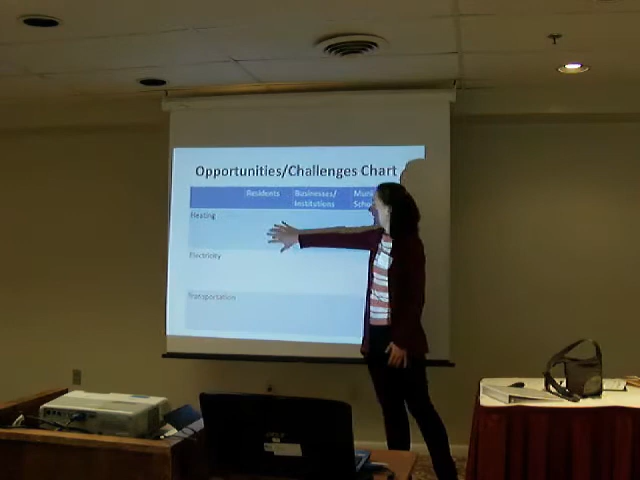 Opportunities/Challenges Chart
Residents
Businesses/
Institutions
Heating
Electricity
Transportation